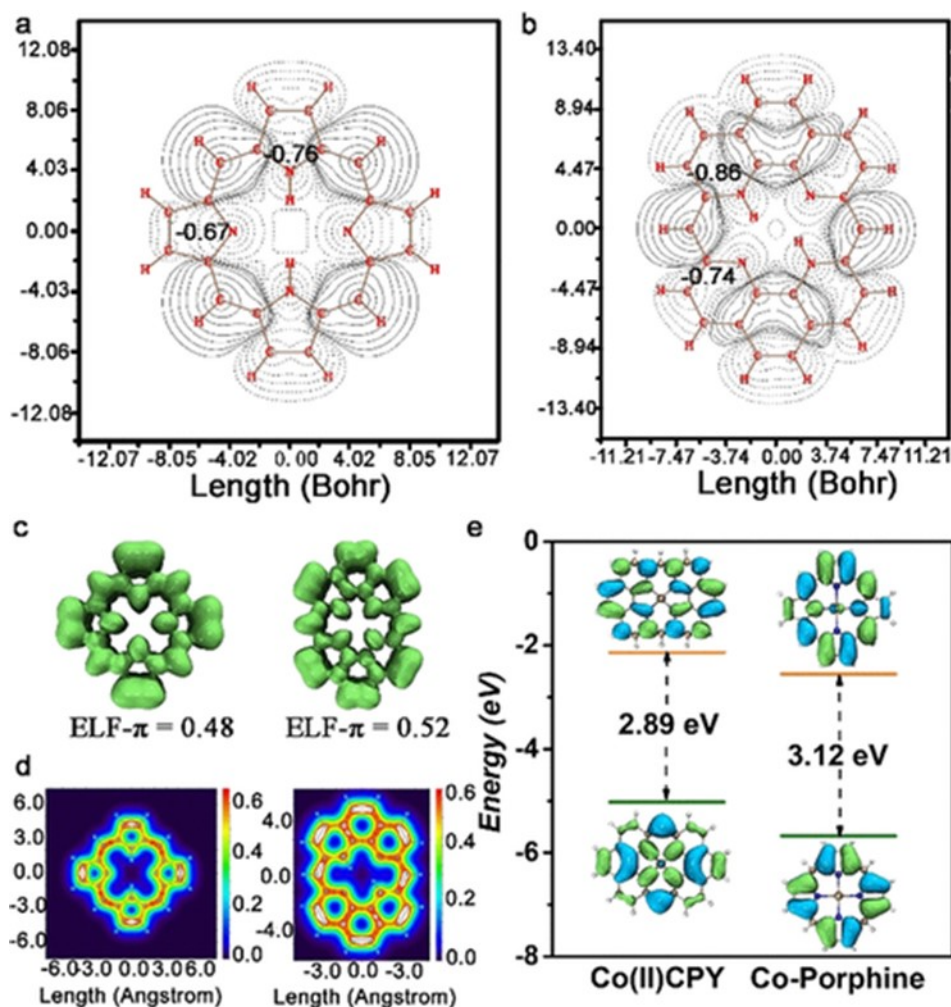 a
12.08
8.06
4.03
0.00
-4.03
-8.06
-12.08
H H
C C
H C C H
C N C
H C H C H
C C
-0.76
-0.67 N N
C C
H C H C H
C N C
H C C H
C C
H H
-12.07 -8.05 -4.02 0.00 4.02 8.05 12.07
Length (Bohr)
b
13.40
8.94
4.47
0.00
-4.47
-8.94
-13.40
-0.86
-0.74
-11.21 -7.47 -3.74 0.00 3.74 7.47 11.21
Length (Bohr)
c
ELF-π = 0.48
ELF-π = 0.52
d
6.0
3.0
0.0
-3.0
-6.0
0.6
0.4
0.2
0.0
-6.0 -3.0 0.0 3.0 6.0
Length (Angstrom)
4.0
0.0
-4.0
0.6
0.4
0.2
0.0
-3.0 0.0 -3.0
Length (Angstrom)
e
0
-2
-4
-6
-8
Energy (eV)
2.89 eV
3.12 eV
Co(II)CPY Co-Porphine